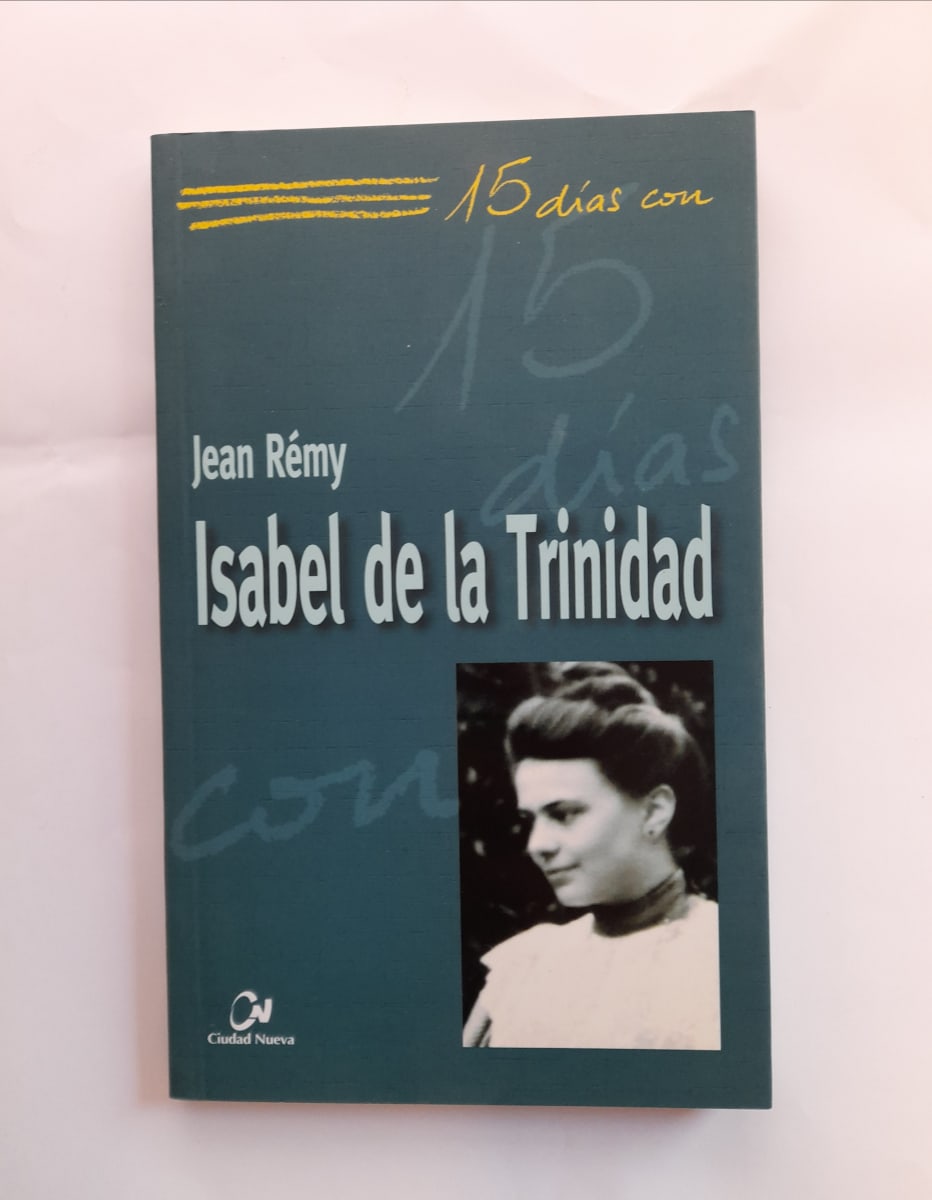 15 días con
15
días
Jean Rémy
Isabel de la Trinidad
con
CN
Ciudad Nueva